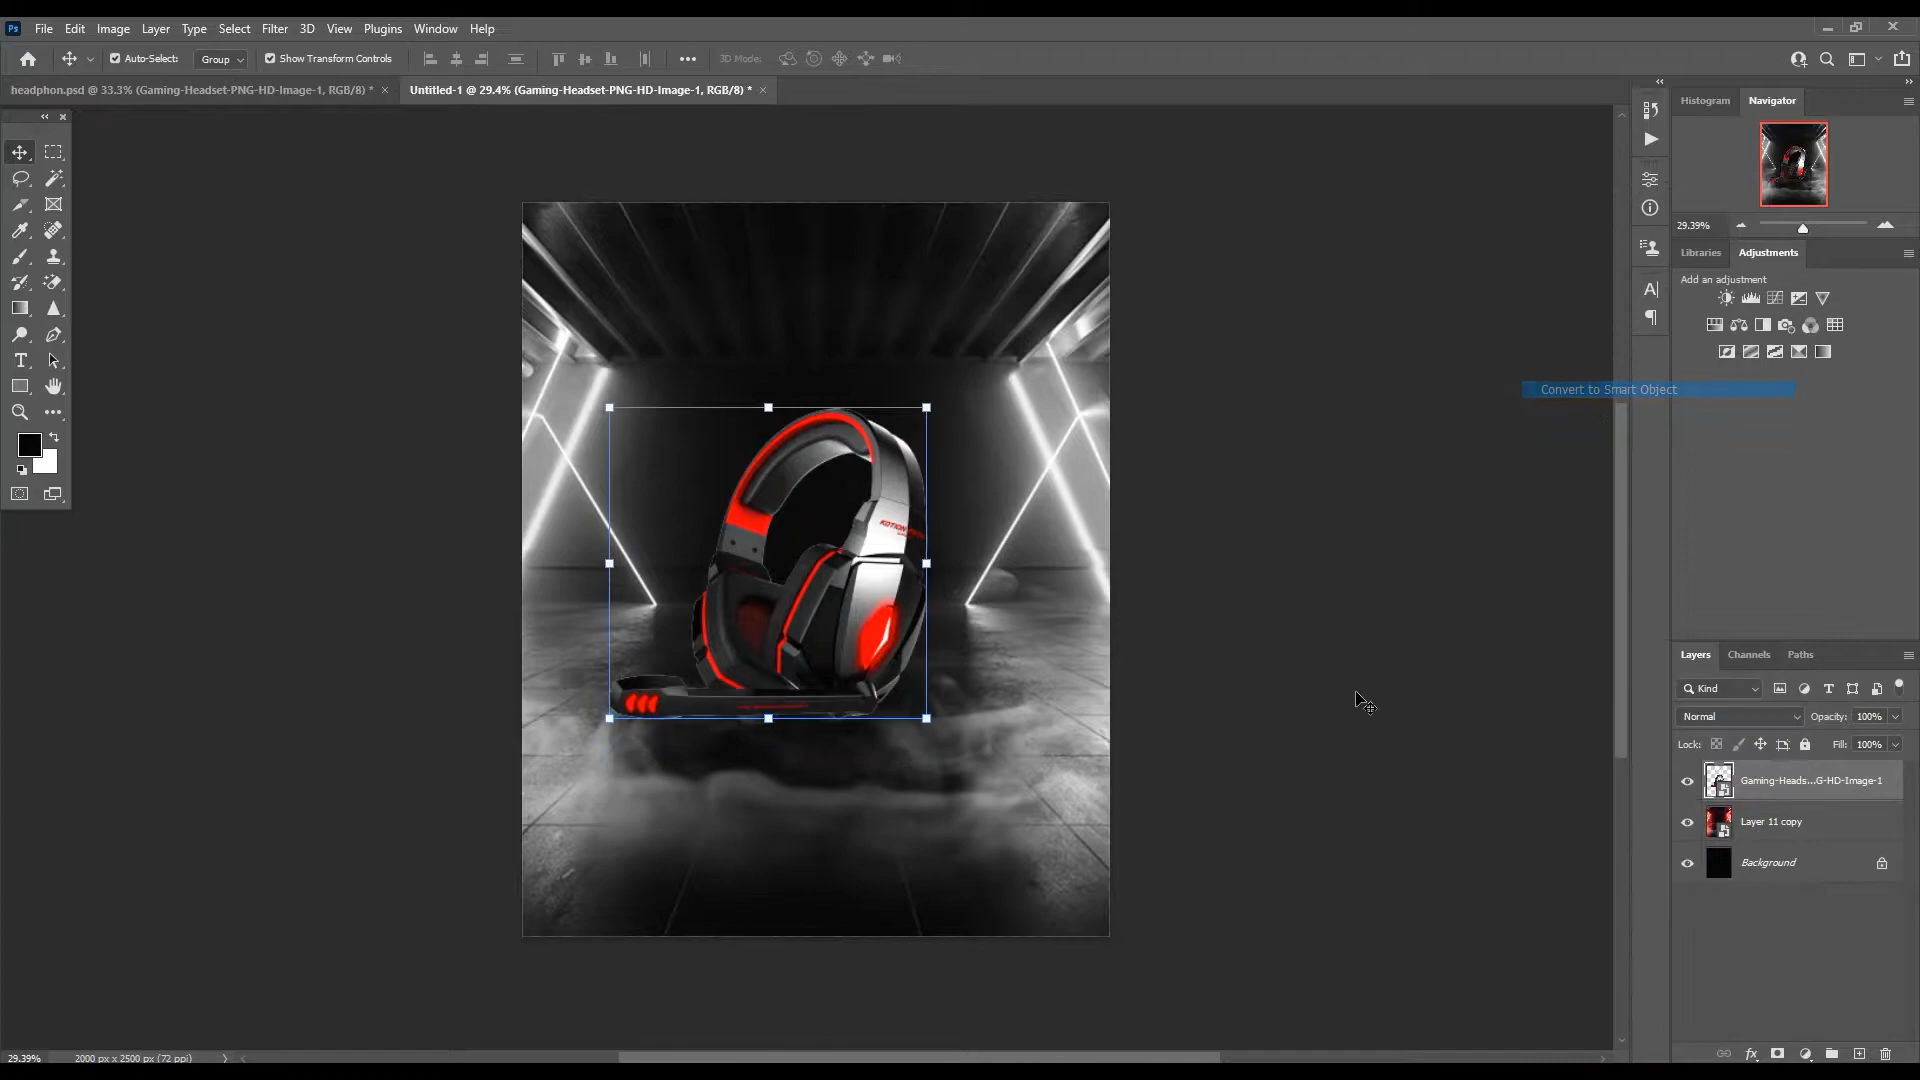 Ps File Edit Image Layer Type Select Filter 3D View Plugins Window Help
Auto-Select: Group Show Transform Controls 3D Mode:
headphon.psd @ 33.3% (Gaming-Headset-PNG-HD-Image-1, RGB/8) * × Untitled-1 @ 29.4% (Gaming-Headset-PNG-HD-Image-1, RGB/8) * ×
Histogram Navigator
29.39%
Libraries Adjustments
Add an adjustment
Convert to Smart Object
KOTION
Layers Channels Paths
Kind
Normal Opacity: 100%
Lock: Fill: 100%
Gaming-Heads...G-HD-Image-1
Layer 11 copy
Background
29.39% 2000 px x 2500 px (72 ppi)